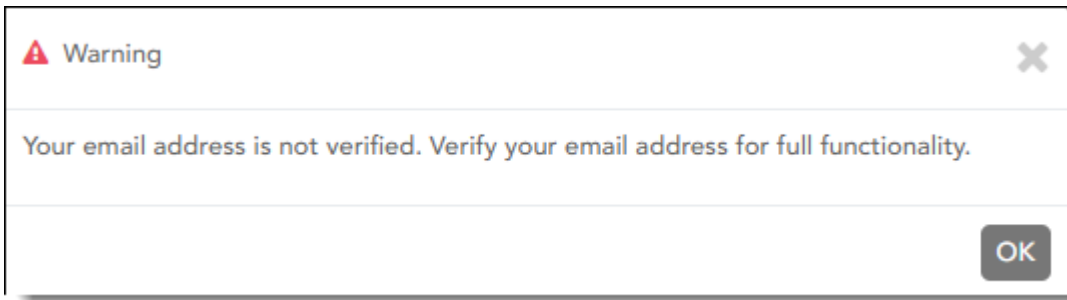 Warning
Your email address is not verified. Verify your email address for full functionality.
OK